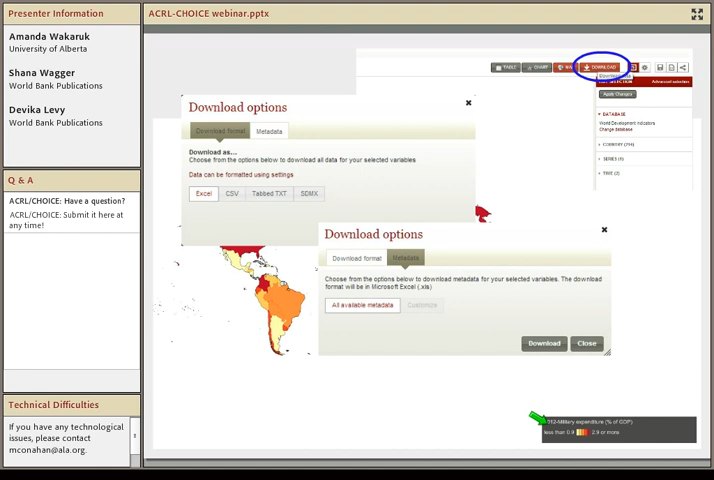 Presenter Information
Amanda Wakaruk
University of Alberta
Shana Wagger
World Bank Publications
Devika Levy
World Bank Publications
Q & A
ACRL/CHOICE: Have a question?
ACRL/CHOICE: Submit it here at
any time!
Technical Difficulties
If you have any technological
issues, please contact
mconahan@ala.org.
ACRL-CHOICE webinar.pptx
TABLE CHART DOWNLOAD
Advanced selection
Apply Changes
DATABASE
World Development Indicators
Change database
COUNTRY
SERIES
TIME
Download options
Download format Metadata
Download as...
Choose from the options below to download all data for your selected variables
Data can be formatted using settings
Excel CSV Tabbed TXT SDMX
Download options
Download format Metadata
Choose from the options below to download metadata for your selected variables. The download
format will be in Microsoft Excel (.xls)
All available metadata Customize
Download Close
Military expenditure (% of GDP)
less than 0.9 2.9 or more